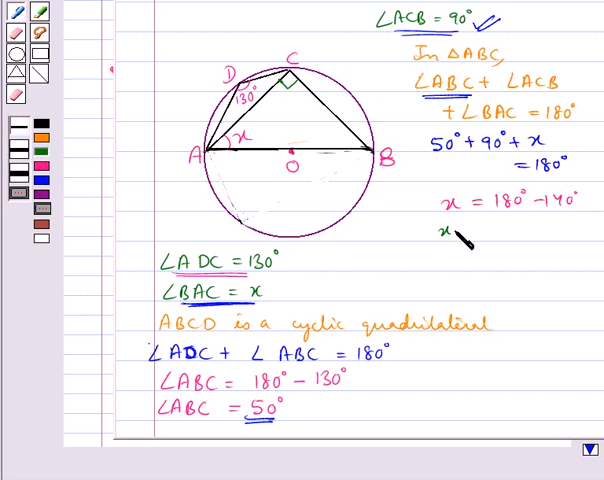 ∠ACB = 90°
In △ABC,
∠ABC + ∠ACB
+ ∠BAC = 180°
50° + 90° + x
= 180°
x = 180° - 140°
x
C
D
130°
x
A
O
B
∠ADC = 130°
∠BAC = x
ABCD is a cyclic quadrilateral
∠ADC + ∠ABC = 180°
∠ABC = 180° - 130°
∠ABC = 50°